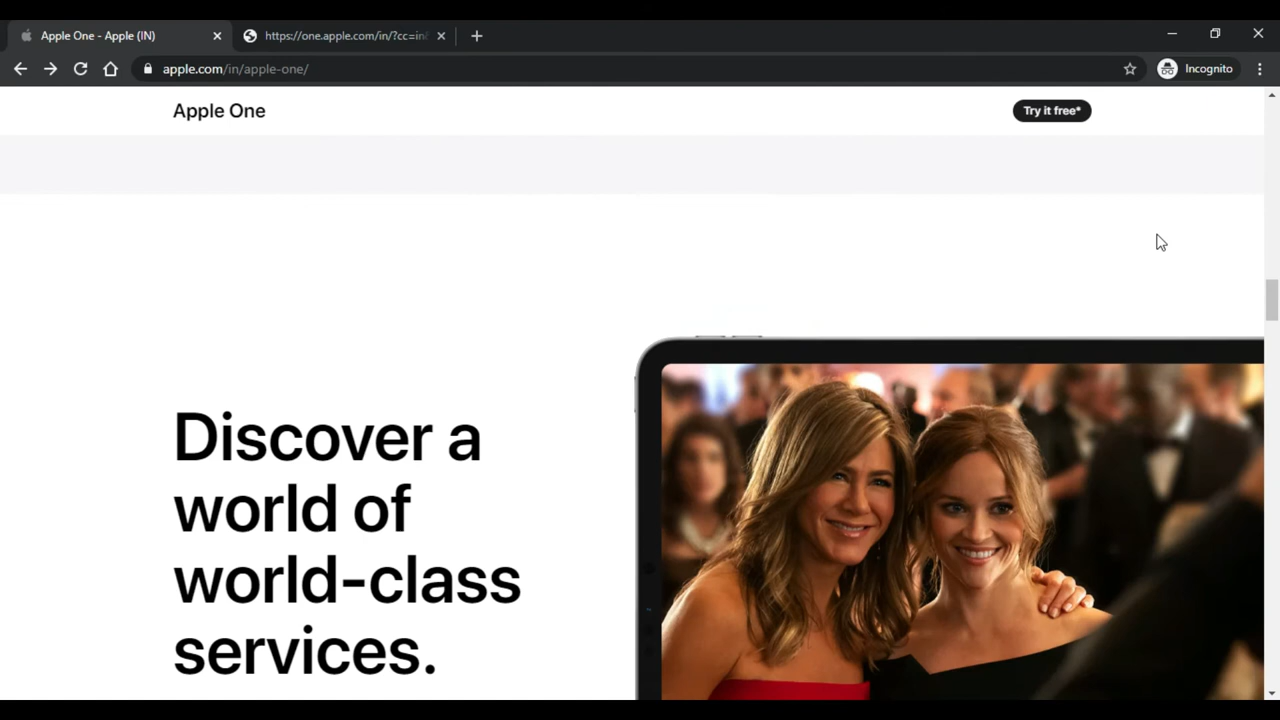 Apple One - Apple (IN)
https://one.apple.com/in/?cc=in&
apple.com/in/apple-one/
Incognito
Apple One
Try it free*
Discover a
world of
world-class
services.